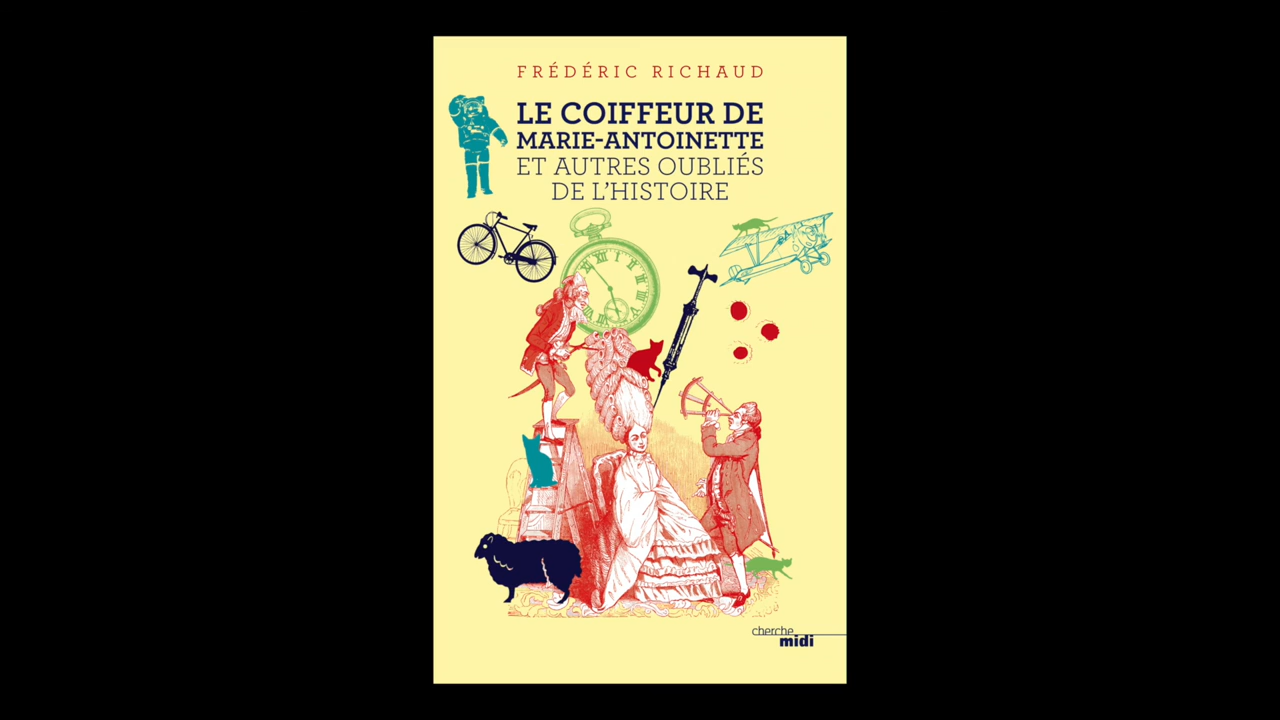 FRÉDÉRIC RICHAUD
LE COIFFEUR DE
MARIE-ANTOINETTE
ET AUTRES OUBLIÉS
DE L'HISTOIRE
cherche
midi